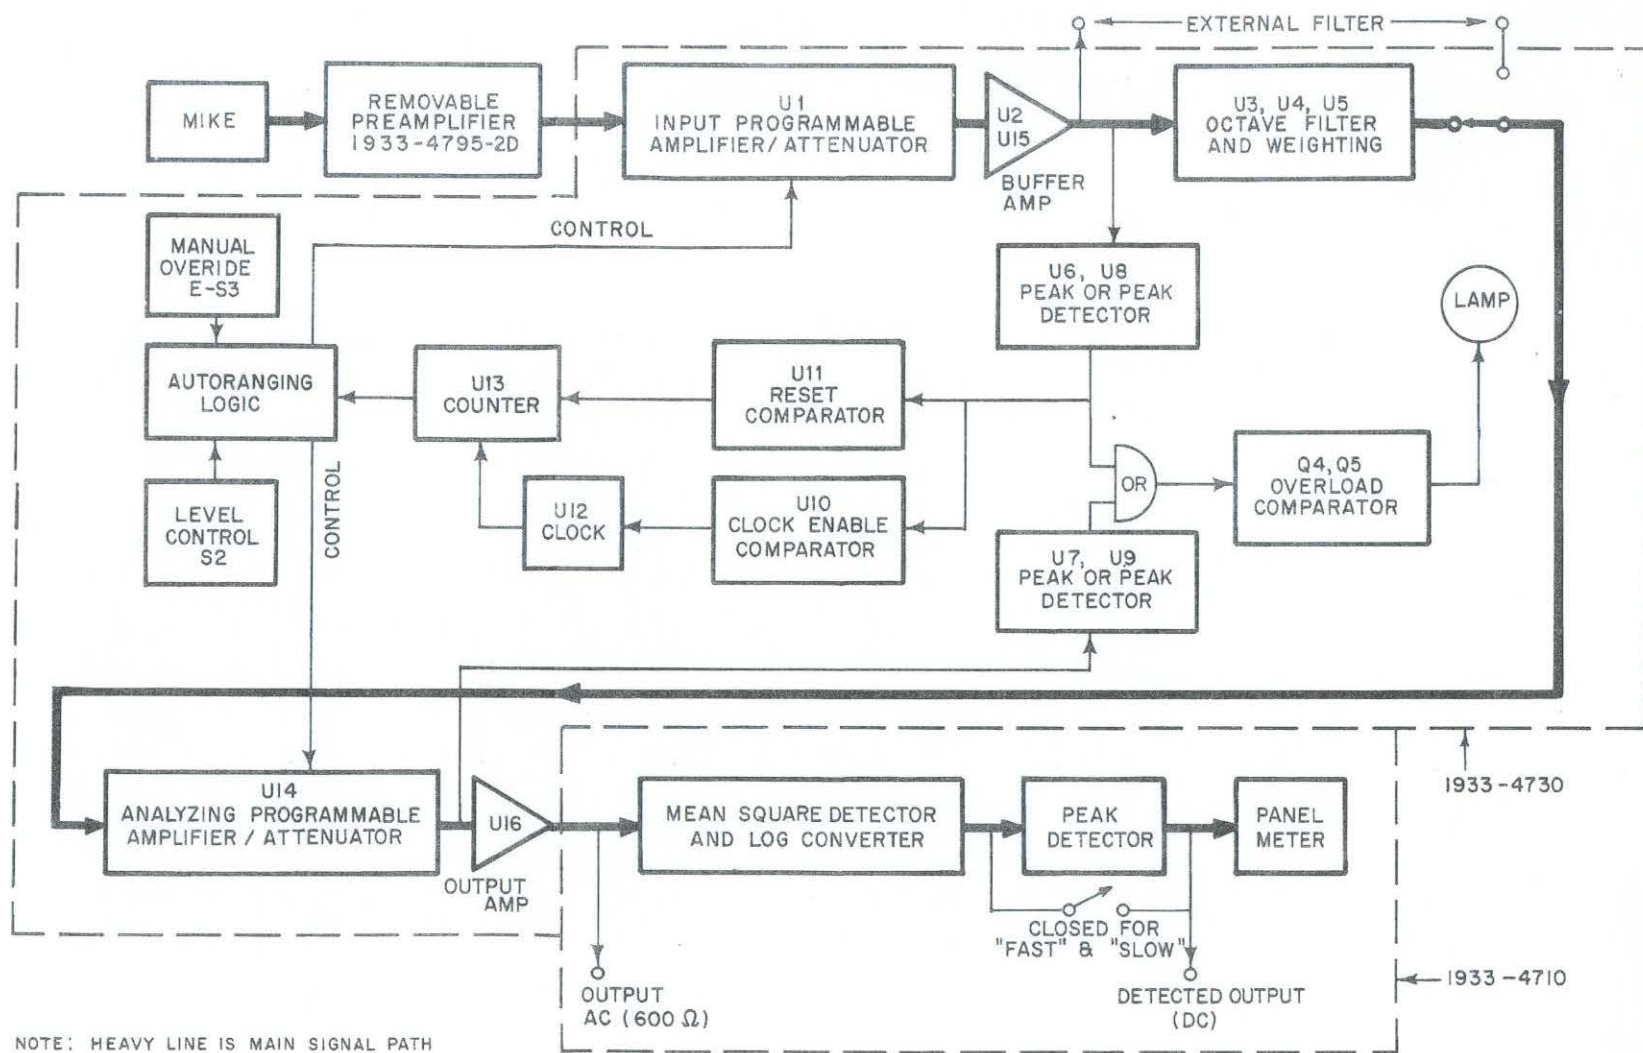 EXTERNAL FILTER
MIKE
REMOVABLE
PREAMPLIFIER
1933-4795-2D
U1
INPUT PROGRAMMABLE
AMPLIFIER/ATTENUATOR
U2
U15
BUFFER
AMP
U3, U4, U5
OCTAVE FILTER
AND WEIGHTING
CONTROL
MANUAL
OVERIDE
E-S3
U6, U8
PEAK OR PEAK
DETECTOR
LAMP
AUTORANGING
LOGIC
U13
COUNTER
U11
RESET
COMPARATOR
OR
Q4, Q5
OVERLOAD
COMPARATOR
LEVEL
CONTROL
S2
CONTROL
U12
CLOCK
U10
CLOCK ENABLE
COMPARATOR
U7, U9
PEAK OR PEAK
DETECTOR
U14
ANALYZING PROGRAMMABLE
AMPLIFIER / ATTENUATOR
U16
OUTPUT
AMP
MEAN SQUARE DETECTOR
AND LOG CONVERTER
PEAK
DETECTOR
PANEL
METER
1933-4730
CLOSED FOR
"FAST" & "SLOW"
1933-4710
OUTPUT
AC (600 Ω)
DETECTED OUTPUT
(DC)
NOTE: HEAVY LINE IS MAIN SIGNAL PATH